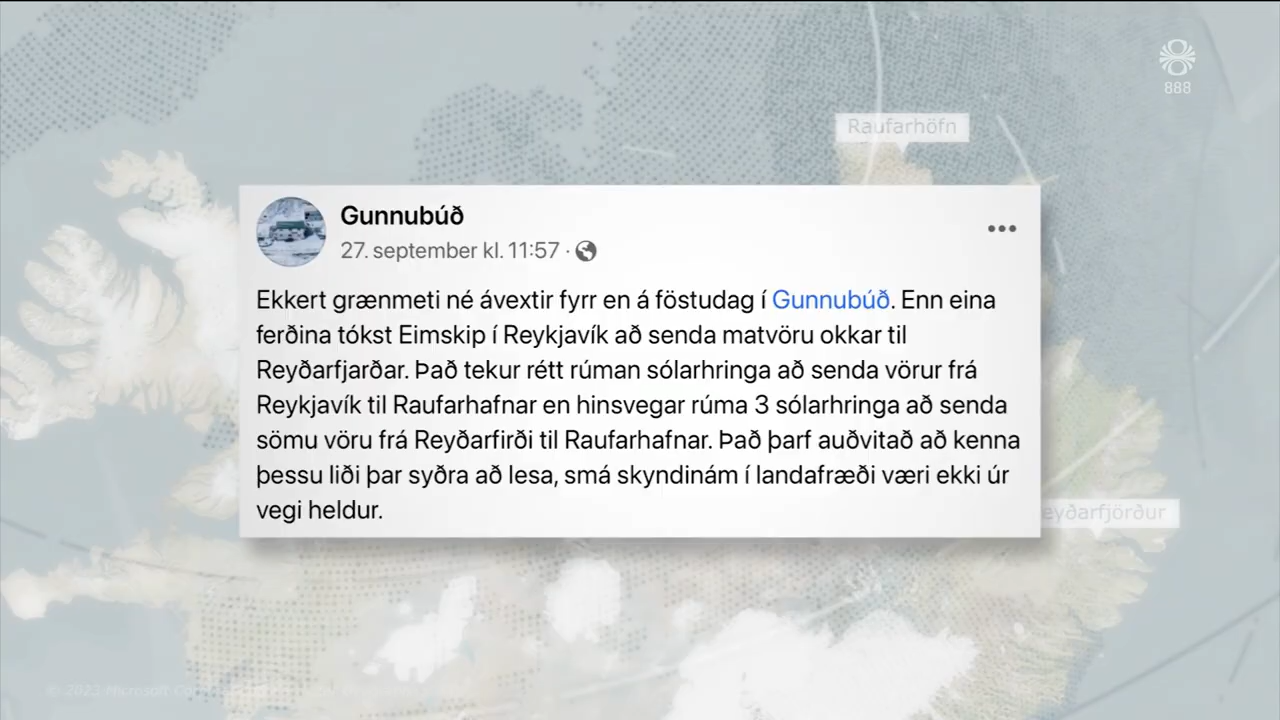 888
Raufarhöfn
Gunnubúð
27. september kl. 11:57 ·
Ekkert grænmeti né ávextir fyrr en á föstudag í Gunnubúð. Enn eina
ferðina tókst Eimskip í Reykjavík að senda matvöru okkar til
Reyðarfjarðar. Það tekur rétt rúman sólarhringa að senda vörur frá
Reykjavík til Raufarhafnar en hinsvegar rúma 3 sólarhringa að senda
sömu vöru frá Reyðarfirði til Raufarhafnar. Það þarf auðvitað að kenna
þessu liði þar syðra að lesa, smá skyndinám í landafræði væri ekki úr
vegi heldur.
eyðarfjörður
© 2023 Microsoft